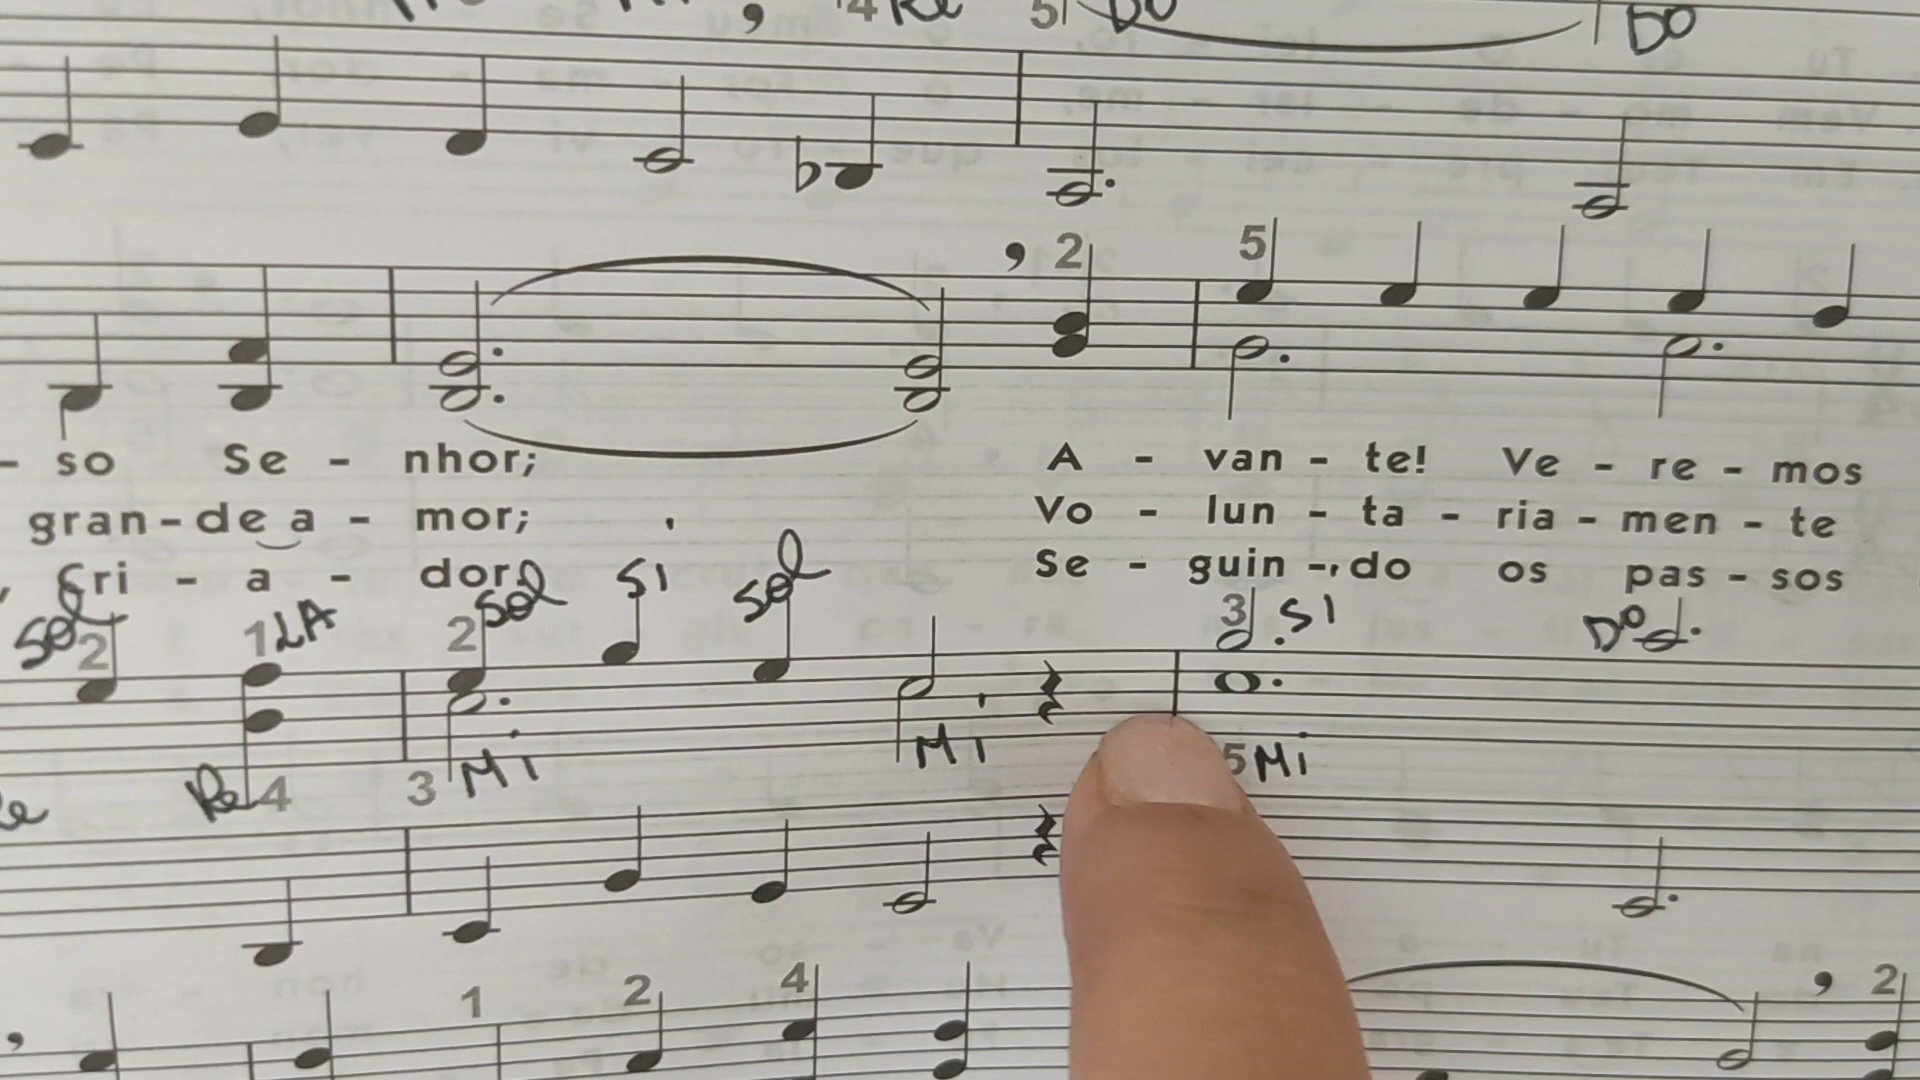 4 Re 5 Do Do
2 5
- so Se - nhor; A - van - te! Ve - re - mos
gran - de a - mor; Vo - lun - ta - ria - men - te
, Cri - a - dor. Se - guin - do os pas - sos
Sol 2 1 LA 2 Sol Si Sol 3 SI Do
Re 4 3 Mi Mi 5 Mi
1 2 4 2